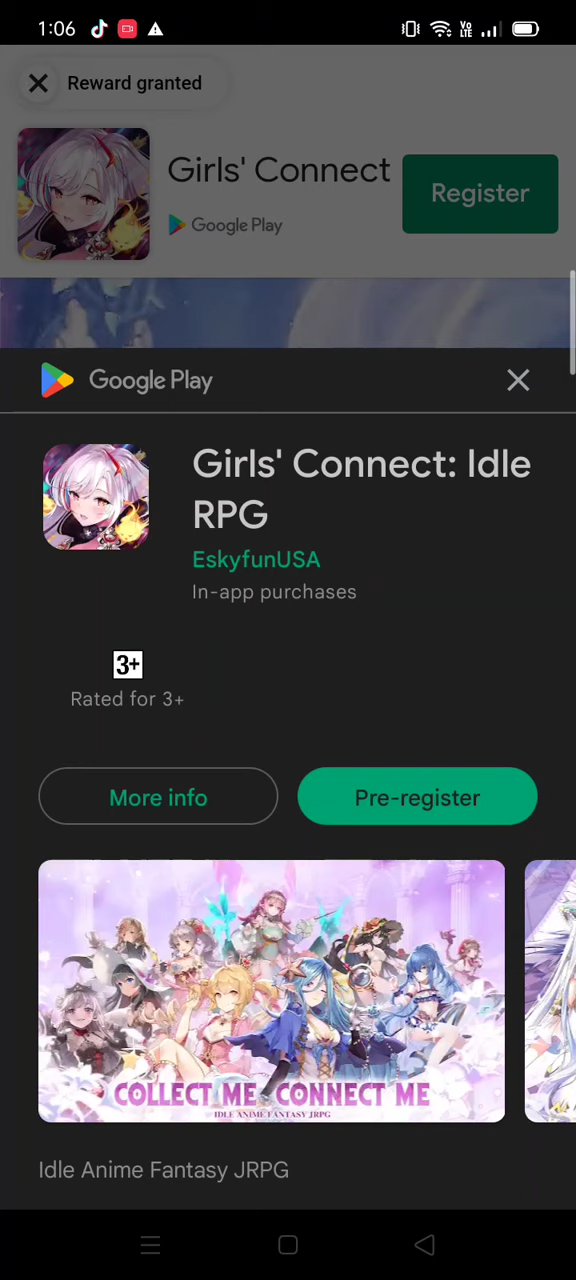 1:06
VO
LTE
Reward granted
Girls' Connect
Google Play
Register
Google Play
Girls' Connect: Idle
RPG
EskyfunUSA
In-app purchases
3+
Rated for 3+
More info
Pre-register
COLLECT ME CONNECT ME
IDLE ANIME FANTASY JRPG
Idle Anime Fantasy JRPG